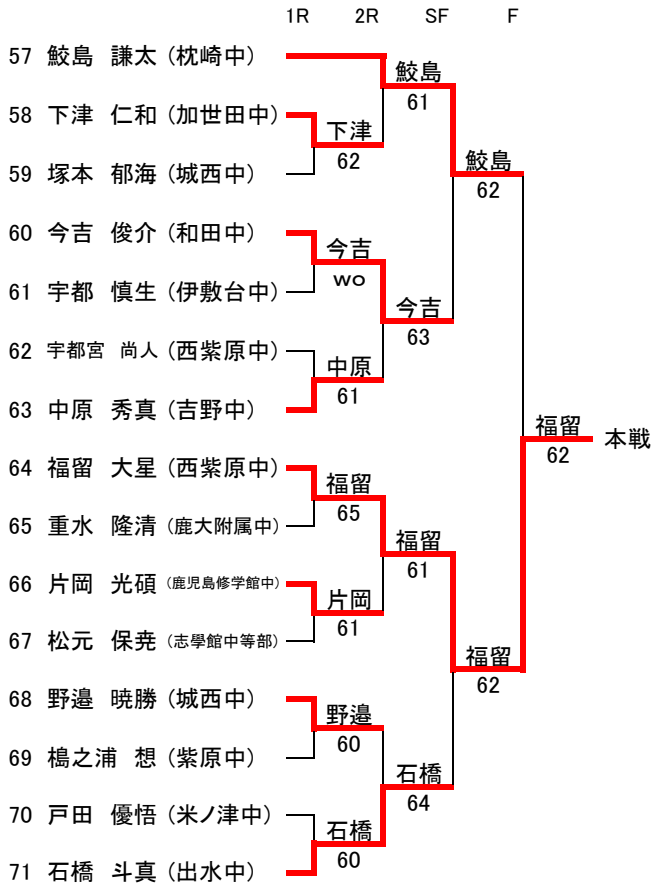 1R 2R SF F
57 鮫島 謙太 (枕崎中)
鮫島
61
58 下津 仁和 (加世田中)
下津
62
59 塚本 郁海 (城西中)
鮫島
62
60 今吉 俊介 (和田中)
今吉
wo
61 宇都 慎生 (伊敷台中)
今吉
63
62 宇都宮 尚人 (西紫原中)
中原
61
63 中原 秀真 (吉野中)
福留
62
本戦
64 福留 大星 (西紫原中)
福留
65
65 重水 隆清 (鹿大附属中)
福留
61
66 片岡 光碩 (鹿児島修学館中)
片岡
61
67 松元 保尭 (志學館中等部)
福留
62
68 野邉 暁勝 (城西中)
野邉
60
69 樢之浦 想 (紫原中)
石橋
64
70 戸田 優悟 (米ノ津中)
石橋
60
71 石橋 斗真 (出水中)